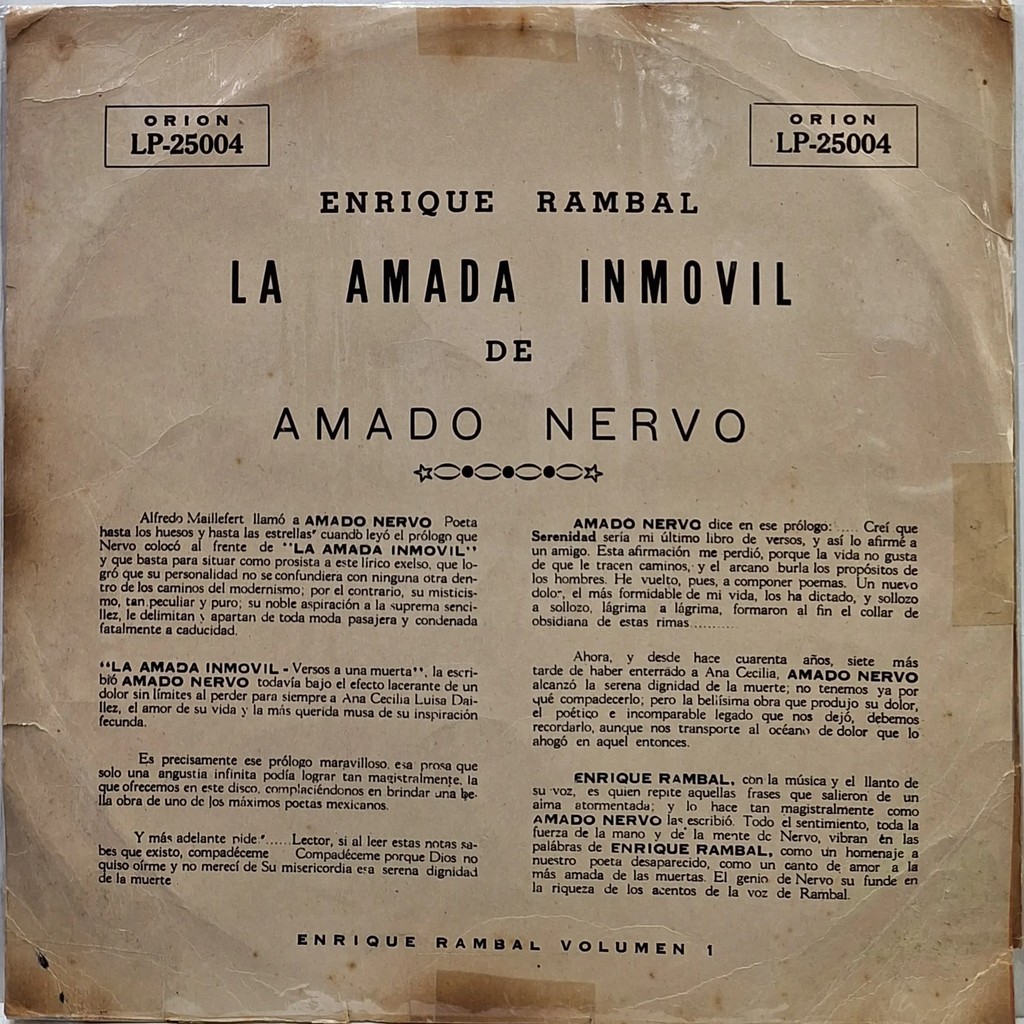 ORION
LP-25004
ORION
LP-25004
ENRIQUE RAMBAL
LA AMADA INMOVIL
DE
AMADO NERVO
Alfredo Maillefert llamó a AMADO NERVO Poeta
hasta los huesos y hasta las estrellas" cuando leyó el prólogo que
Nervo colocó al frente de "LA AMADA INMOVIL"
y que basta para situar como prosista a este lírico exelso, que lo-
gró que su personalidad no se confundiera con ninguna otra den-
tro de los caminos del modernismo; por el contrario, su misticis-
mo, tan peculiar y puro; su noble aspiración a la suprema senci-
llez, le delimitan y apartan de toda moda pasajera y condenada
fatalmente a caducidad.
"LA AMADA INMOVIL - Versos a una muerta", la escri-
bió AMADO NERVO todavía bajo el efecto lacerante de un
dolor sin límites al perder para siempre a Ana Cecilia Luisa Dai-
llez, el amor de su vida y la más querida musa de su inspiración
fecunda.
Es precisamente ese prólogo maravilloso, esa prosa que
solo una angustia infinita podía lograr tan magistralmente, la
que ofrecemos en este disco, complaciéndonos en brindar una be-
lla obra de uno de los máximos poetas mexicanos.
Y más adelante pide "......Lector, si al leer estas notas sa-
bes que existo, compadéceme Compadéceme porque Dios no
quiso oírme y no merecí de Su misericordia esa serena dignidad
de la muerte
AMADO NERVO dice en ese prólogo: ..... Creí que
Serenidad sería mi último libro de versos, y así lo afirmé a
un amigo. Esta afirmación me perdió, porque la vida no gusta
de que le tracen caminos, y el arcano burla los propósitos de
los hombres. He vuelto, pues, a componer poemas. Un nuevo
dolor, el más formidable de mi vida, los ha dictado, y sollozo
a sollozo, lágrima a lágrima, formaron al fin el collar de
obsidiana de estas rimas..........
Ahora, y desde hace cuarenta años, siete más
tarde de haber enterrado a Ana Cecilia, AMADO NERVO
alcanzó la serena dignidad de la muerte; no tenemos ya por
qué compadecerlo; pero la bellísima obra que produjo su dolor,
el poético e incomparable legado que nos dejó, debemos
recordarlo, aunque nos transporte al océano de dolor que lo
ahogó en aquel entonces.
ENRIQUE RAMBAL, con la música y el llanto de
su voz, es quien repite aquellas frases que salieron de un
alma atormentada; y lo hace tan magistralmente como
AMADO NERVO las escribió. Todo el sentimiento, toda la
fuerza de la mano y de la mente de Nervo, vibran en las
palábras de ENRIQUE RAMBAL, como un homenaje a
nuestro poeta desaparecido, como un canto de amor a la
más amada de las muertas. El genio de Nervo su funde en
la riqueza de los acentos de la voz de Rambal.
ENRIQUE RAMBAL VOLUMEN 1